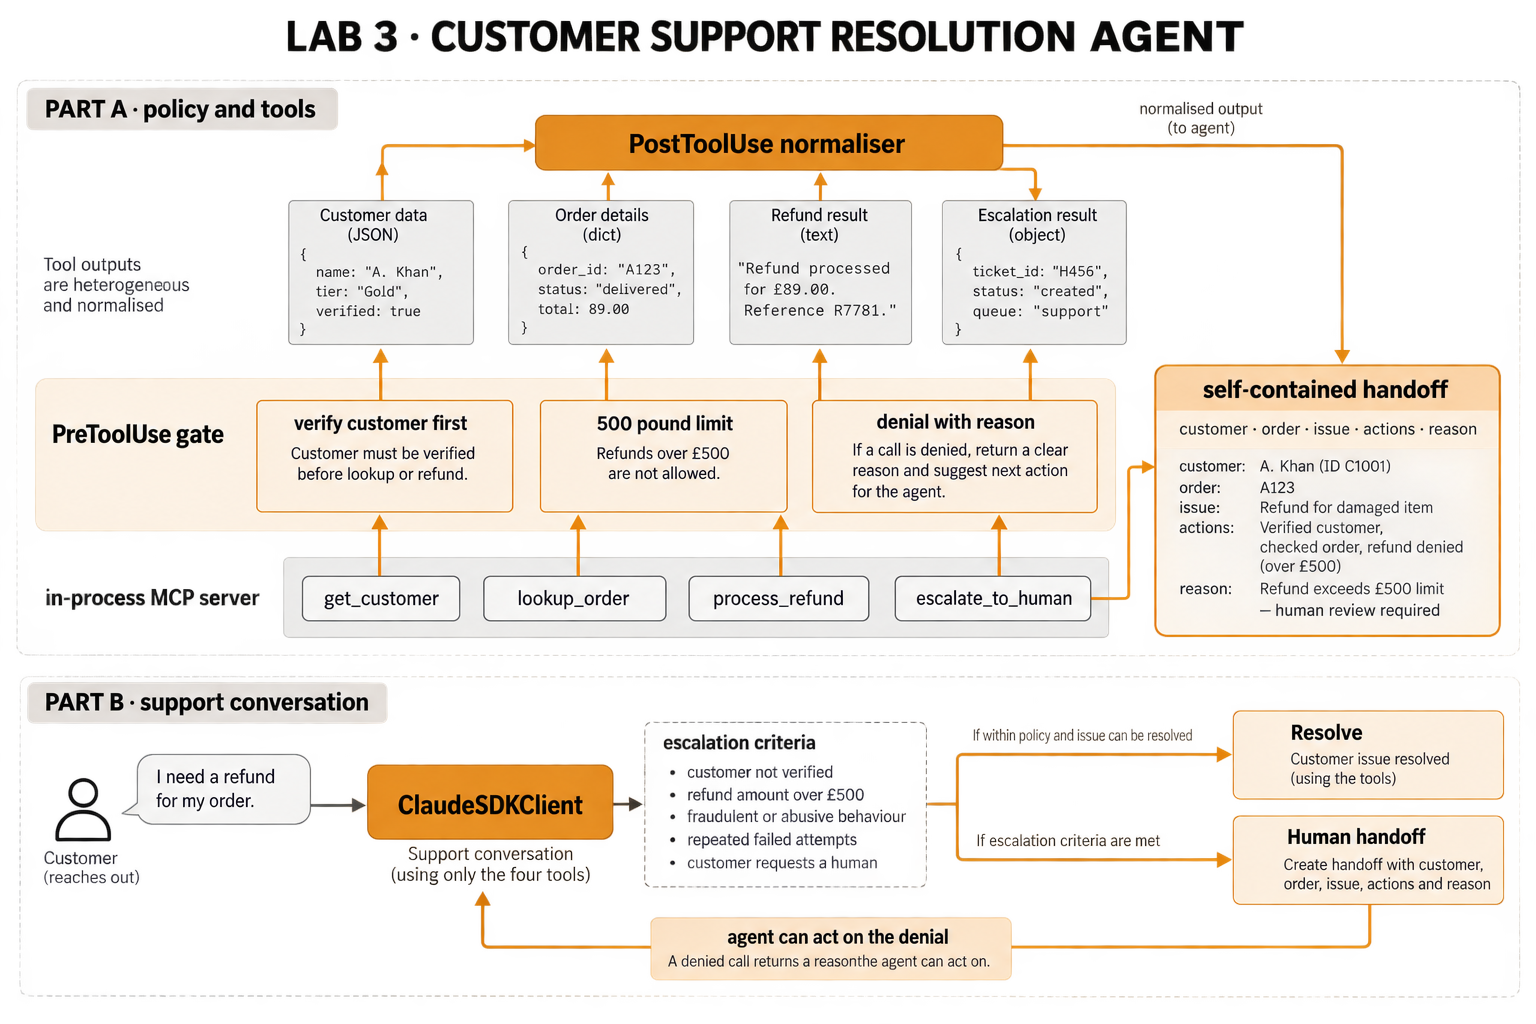 LAB 3 · CUSTOMER SUPPORT RESOLUTION AGENT
PART A · policy and tools
PostToolUse normaliser
normalised output
(to agent)
Tool outputs
are heterogeneous
and normalised
Customer data
(JSON)
{
name: "A. Khan",
tier: "Gold",
verified: true
}
Order details
(dict)
{
order_id: "A123",
status: "delivered",
total: 89.00
}
Refund result
(text)
"Refund processed
for £89.00.
Reference R7781."
Escalation result
(object)
{
ticket_id: "H456",
status: "created",
queue: "support"
}
PreToolUse gate
verify customer first
Customer must be verified
before lookup or refund.
500 pound limit
Refunds over £500
are not allowed.
denial with reason
If a call is denied, return a clear
reason and suggest next action
for the agent.
in-process MCP server
get_customer
lookup_order
process_refund
escalate_to_human
self-contained handoff
customer · order · issue · actions · reason
customer: A. Khan (ID C1001)
order: A123
issue: Refund for damaged item
actions: Verified customer,
checked order, refund denied
(over £500)
reason: Refund exceeds £500 limit
— human review required
PART B · support conversation
I need a refund
for my order.
Customer
(reaches out)
ClaudeSDKClient
Support conversation
(using only the four tools)
escalation criteria
• customer not verified
• refund amount over £500
• fraudulent or abusive behaviour
• repeated failed attempts
• customer requests a human
If within policy and issue can be resolved
If escalation criteria are met
Resolve
Customer issue resolved
(using the tools)
Human handoff
Create handoff with customer,
order, issue, actions and reason
agent can act on the denial
A denied call returns a reasonthe agent can act on.